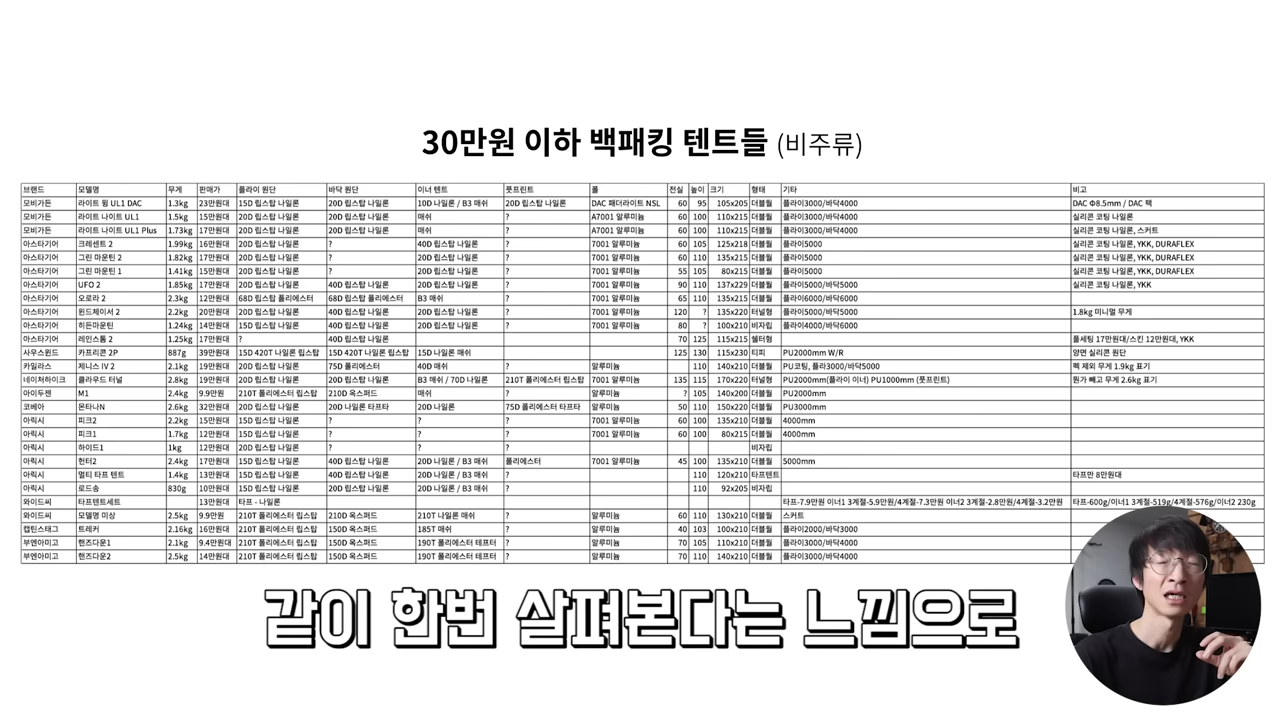 30만원 이하 백패킹 텐트들 (비주류)
브랜드 모델명 무게 판매가 플라이 원단 바닥 원단 이너 텐트 풋프린트 폴 전실 높이 크기 형태 기타 비고
모비가든 라이트 윙 UL1 DAC 1.3kg 23만원대 15D 립스탑 나일론 20D 립스탑 나일론 10D 나일론 / B3 매쉬 20D 립스탑 나일론 DAC 패더라이트 NSL 60 95 105x205 더블월 플라이3000/바닥4000 DAC Φ8.5mm / DAC 팩
모비가든 라이트 나이트 UL1 1.5kg 15만원대 20D 립스탑 나일론 20D 립스탑 나일론 매쉬 ? A7001 알루미늄 60 100 110x215 더블월 플라이3000/바닥4000 실리콘 코팅 나일론
모비가든 라이트 나이트 UL1 Plus 1.73kg 17만원대 20D 립스탑 나일론 20D 립스탑 나일론 매쉬 ? A7001 알루미늄 60 100 110x215 더블월 플라이3000/바닥4000 실리콘 코팅 나일론, 스커트
아스타기어 크레센트 2 1.99kg 16만원대 20D 립스탑 나일론 ? 40D 립스탑 나일론 ? 7001 알루미늄 60 105 125x218 더블월 플라이5000 실리콘 코팅 나일론, YKK, DURAFLEX
아스타기어 그린 마운틴 2 1.82kg 17만원대 20D 립스탑 나일론 ? 20D 립스탑 나일론 ? 7001 알루미늄 60 110 135x215 더블월 플라이5000 실리콘 코팅 나일론, YKK, DURAFLEX
아스타기어 그린 마운틴 1 1.41kg 15만원대 20D 립스탑 나일론 ? 20D 립스탑 나일론 ? 7001 알루미늄 55 105 80x215 더블월 플라이5000 실리콘 코팅 나일론, YKK, DURAFLEX
아스타기어 UFO 2 1.85kg 17만원대 20D 립스탑 나일론 40D 립스탑 나일론 20D 립스탑 나일론 ? 7001 알루미늄 90 110 137x229 더블월 플라이5000/바닥5000 실리콘 코팅 나일론, YKK
아스타기어 오로라 2 2.3kg 12만원대 68D 립스탑 폴리에스터 68D 립스탑 폴리에스터 B3 매쉬 ? 7001 알루미늄 65 110 135x215 더블월 플라이6000/바닥6000
아스타기어 윈드체이서 2 2.2kg 20만원대 20D 립스탑 나일론 40D 립스탑 나일론 20D 립스탑 나일론 ? 7001 알루미늄 120 ? 135x220 터널형 플라이5000/바닥5000 1.8kg 미니멀 무게
아스타기어 히든마운틴 1.24kg 14만원대 15D 립스탑 나일론 40D 립스탑 나일론 20D 립스탑 나일론 ? 7001 알루미늄 80 ? 100x210 비자립 플라이4000/바닥6000
아스타기어 레인스톰 2 1.25kg 17만원대 ? 40D 립스탑 나일론 70 125 115x215 쉘터형 풀세팅 17만원대/스킨 12만원대, YKK
사우스윈드 카프리콘 2P 887g 39만원대 15D 420T 나일론 립스탑 15D 420T 나일론 립스탑 15D 나일론 매쉬 125 130 115x230 티피 PU2000mm W/R 양면 실리콘 원단
카일라스 제니스 IV 2 2.1kg 19만원대 20D 립스탑 나일론 75D 폴리에스터 40D 매쉬 ? 알루미늄 110 140x210 더블월 PU코팅, 플라3000/바닥5000 펙 제외 무게 1.9kg 표기
네이처하이크 클라우드 터널 2.8kg 19만원대 20D 립스탑 나일론 20D 립스탑 나일론 B3 매쉬 / 70D 나일론 210T 폴리에스터 립스탑 7001 알루미늄 135 115 170x220 터널형 PU2000mm(플라이 이너) PU1000mm (풋프린트) 뭔가 빼고 무게 2.6kg 표기
아이두젠 M1 2.4kg 9.9만원 210T 폴리에스터 립스탑 210D 옥스퍼드 매쉬 ? 알루미늄 ? 105 140x200 더블월 PU2000mm
코베아 몬타나N 2.6kg 32만원대 20D 립스탑 나일론 20D 나일론 타프타 20D 나일론 75D 폴리에스터 타프타 알루미늄 50 110 150x220 더블월 PU3000mm
아릭시 피크2 2.2kg 15만원대 15D 립스탑 나일론 ? ? ? 7001 알루미늄 60 100 135x210 더블월 4000mm
아릭시 피크1 1.7kg 12만원대 15D 립스탑 나일론 ? ? ? 7001 알루미늄 60 100 80x215 더블월 4000mm
아릭시 하이드1 1kg 12만원대 20D 립스탑 나일론 ? ? ? 비자립
아릭시 헌터2 2.4kg 17만원대 15D 립스탑 나일론 40D 립스탑 나일론 20D 나일론 / B3 매쉬 폴리에스터 7001 알루미늄 45 100 135x210 더블월 5000mm
아릭시 멀티 타프 텐트 1.4kg 13만원대 15D 립스탑 나일론 40D 립스탑 나일론 20D 나일론 / B3 매쉬 ? 110 120x210 타프텐트 타프만 8만원대
아릭시 로드송 830g 10만원대 15D 립스탑 나일론 20D 립스탑 나일론 20D 나일론 / B3 매쉬 ? 110 92x205 비자립
와이드씨 타프텐트세트 13만원대 타프 - 나일론 타프-7.9만원 이너1 3계절-5.9만원/4계절-7.3만원 이너2 3계절-2.8만원/4계절-3.2만원 타프-600g/이너1 3계절-519g/4계절-576g/이너2 230g
와이드씨 모델명 미상 2.5kg 9.9만원 210T 폴리에스터 립스탑 210D 옥스퍼드 210T 나일론 매쉬 ? 알루미늄 60 110 130x210 더블월 스커트
캡틴스태그 트레커 2.16kg 16만원대 210T 폴리에스터 립스탑 150D 옥스퍼드 185T 매쉬 ? 알루미늄 40 103 100x210 더블월 플라이2000/바닥3000
부엔아미고 핸즈다운1 2.1kg 9.4만원대 210T 폴리에스터 립스탑 150D 옥스퍼드 190T 폴리에스터 테프터 ? 알루미늄 70 105 110x210 더블월 플라이3000/바닥4000
부엔아미고 핸즈다운2 2.5kg 14만원대 210T 폴리에스터 립스탑 150D 옥스퍼드 190T 폴리에스터 테프터 ? 알루미늄 70 110 140x210 더블월 플라이3000/바닥4000
같이 한번 살펴본다는 느낌으로